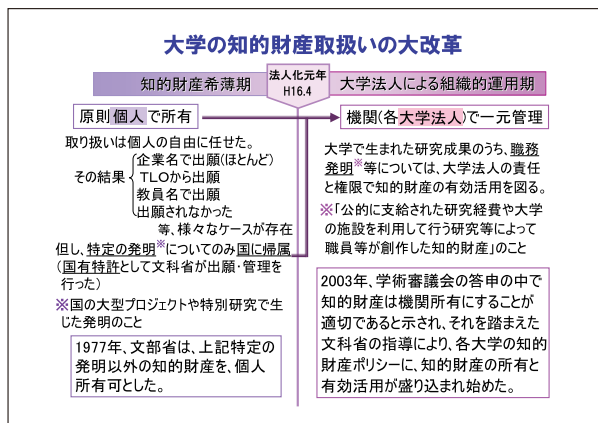 大学の知的財産取扱いの大改革
知的財産希薄期
法人化元年
H16.4
大学法人による組織的運用期
原則個人で所有
取り扱いは個人の自由に任せた。
その結果
企業名で出願(ほとんど)
TLOから出願
教員名で出願
出願されなかった
等、様々なケースが存在
但し、特定の発明※についてのみ国に帰属
(国有特許として文科省が出願・管理を
行った)
※国の大型プロジェクトや特別研究で生
じた発明のこと
1977年、文部省は、上記特定の
発明以外の知的財産を、個人
所有可とした。
機関(各大学法人)で一元管理
大学で生まれた研究成果のうち、職務
発明※等については、大学法人の責任
と権限で知的財産の有効活用を図る。
※「公的に支給された研究経費や大学
の施設を利用して行う研究等によって
職員等が創作した知的財産」のこと
2003年、学術審議会の答申の中で
知的財産は機関所有にすることが
適切であると示され、それを踏まえた
文科省の指導により、各大学の知的
財産ポリシーに、知的財産の所有と
有効活用が盛り込まれ始めた。